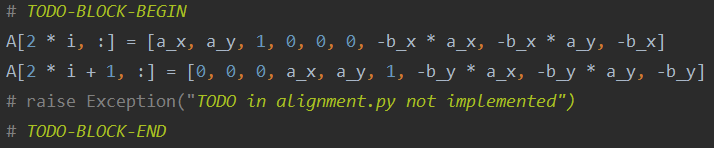 # TODO-BLOCK-BEGIN
A[2 * i, :] = [a_x, a_y, 1, 0, 0, 0, -b_x * a_x, -b_x * a_y, -b_x]
A[2 * i + 1, :] = [0, 0, 0, a_x, a_y, 1, -b_y * a_x, -b_y * a_y, -b_y]
# raise Exception("TODO in alignment.py not implemented")
# TODO-BLOCK-END